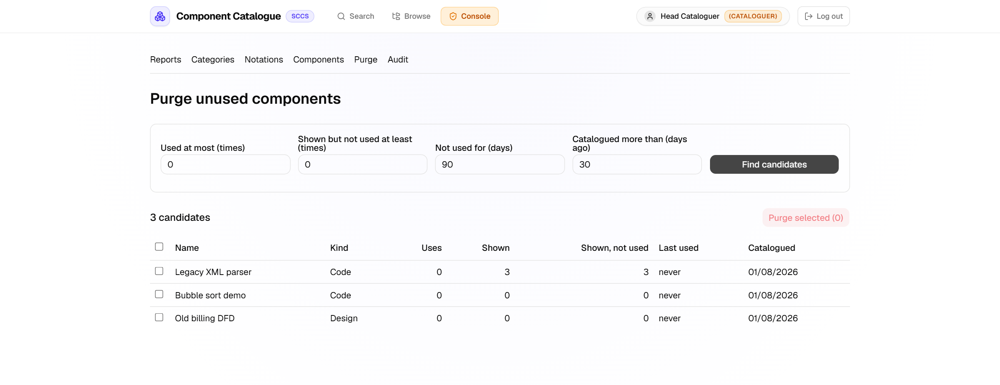 Component Catalogue SCCS Search Browse Console Head Cataloguer (CATALOGUER) Log out
Reports Categories Notations Components Purge Audit
Purge unused components
Used at most (times)
0
Shown but not used at least
(times)
0
Not used for (days)
90
Catalogued more than (days
ago)
30
Find candidates
3 candidates Purge selected (0)
Name Kind Uses Shown Shown, not used Last used Catalogued
Legacy XML parser Code 0 3 3 never 01/08/2026
Bubble sort demo Code 0 0 0 never 01/08/2026
Old billing DFD Design 0 0 0 never 01/08/2026